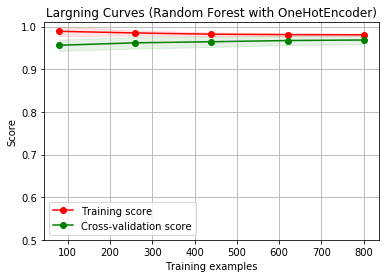 Largning Curves (Random Forest with OneHotEncoder)
1.0
0.9
0.8
0.7
0.6
0.5
Score
Training score
Cross-validation score
100 200 300 400 500 600 700 800
Training examples